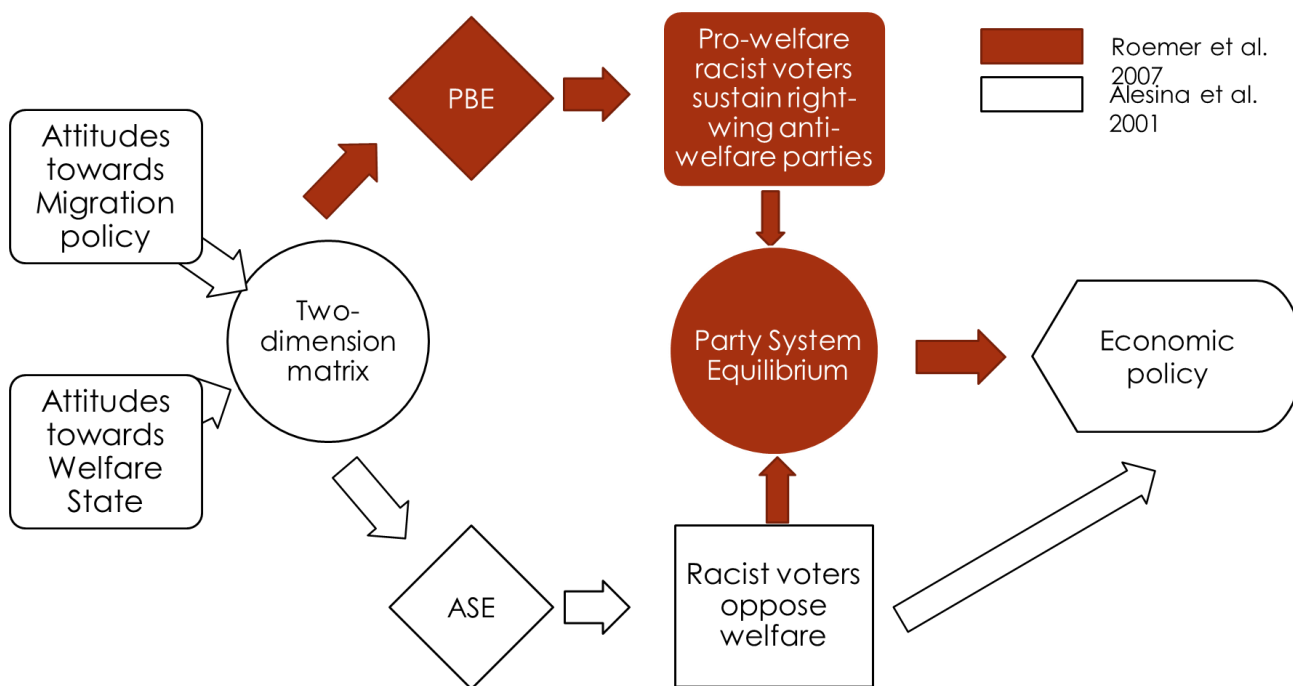 Attitudes
towards
Migration
policy
Attitudes
towards
Welfare
State
Two-
dimension
matrix
PBE
ASE
Pro-welfare
racist voters
sustain right-
wing anti-
welfare parties
Party System
Equilibrium
Racist voters
oppose
welfare
Economic
policy
Roemer et al.
2007
Alesina et al.
2001